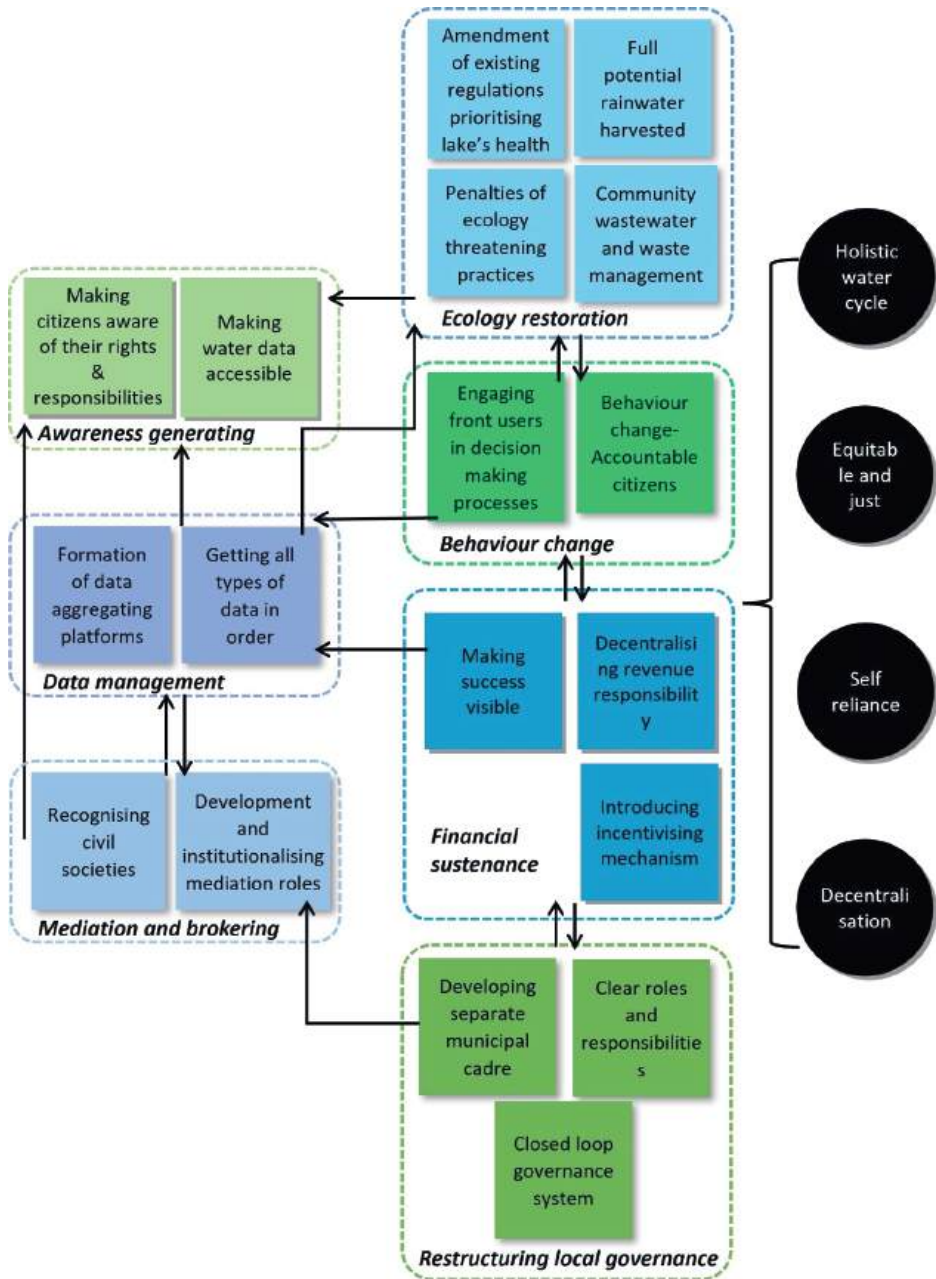 Amendment
of existing
regulations
prioritising
lake's health
Full
potential
rainwater
harvested
Penalties of
ecology
threatening
practices
Community
wastewater
and waste
management
Ecology restoration
Making
citizens aware
of their rights
&
responsibilities
Making
water data
accessible
Awareness generating
Engaging
front users
in decision
making
processes
Behaviour
change-
Accountable
citizens
Behaviour change
Formation
of data
aggregating
platforms
Getting all
types of
data in
order
Data management
Making
success
visible
Decentralis
ing revenue
responsibilit
y
Introducing
incentivising
mechanism
Financial
sustenance
Recognising
civil
societies
Development
and
institutionalising
mediation roles
Mediation and brokering
Developing
separate
municipal
cadre
Clear roles
and
responsibilitie
s
Closed loop
governance
system
Restructuring local governance
Holistic
water
cycle
Equitab
le and
just
Self
reliance
Decentrali
sation